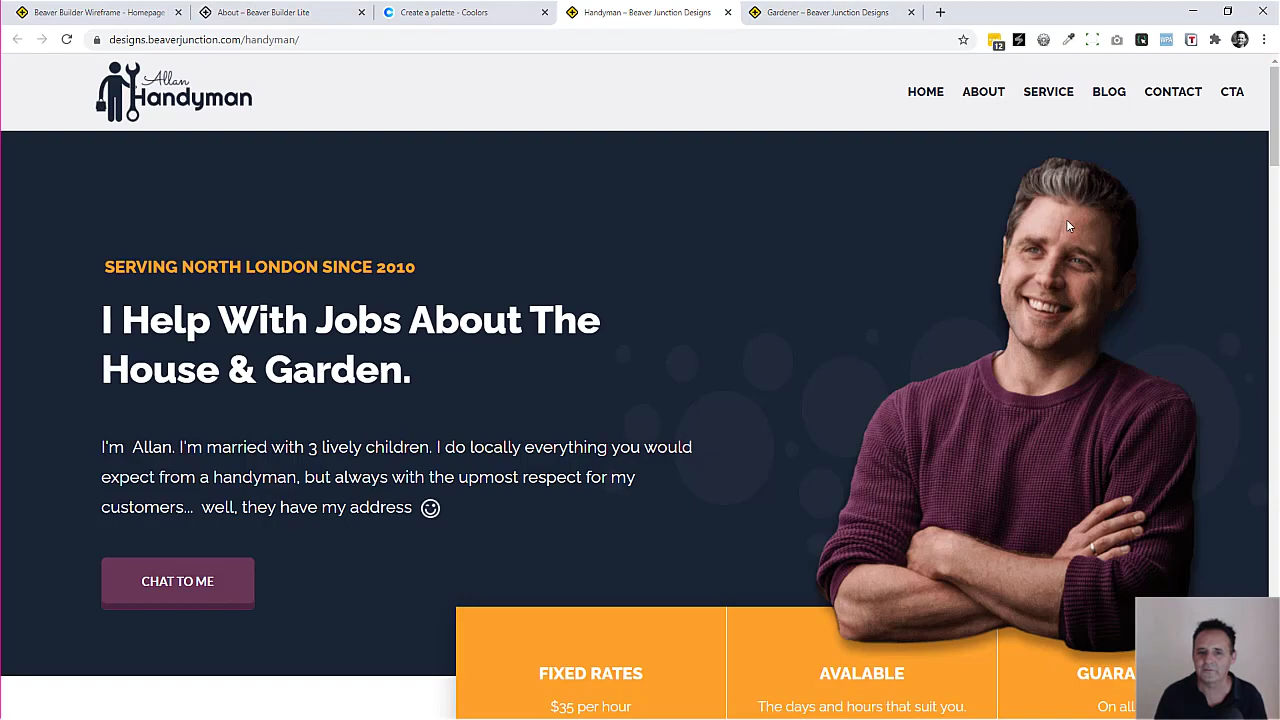 Beaver Builder Wireframe - Homepage
About – Beaver Builder Lite
Create a palette - Coolors
Handyman – Beaver Junction Designs
Gardener – Beaver Junction Designs
designs.beaverjunction.com/handyman/
12
WPA
T
Allan
Handyman
HOME
ABOUT
SERVICE
BLOG
CONTACT
CTA
SERVING NORTH LONDON SINCE 2010
I Help With Jobs About The
House & Garden.
I'm Allan. I'm married with 3 lively children. I do locally everything you would
expect from a handyman, but always with the upmost respect for my
customers... well, they have my address
CHAT TO ME
FIXED RATES
$35 per hour
AVALABLE
The days and hours that suit you.
GUARA
On all